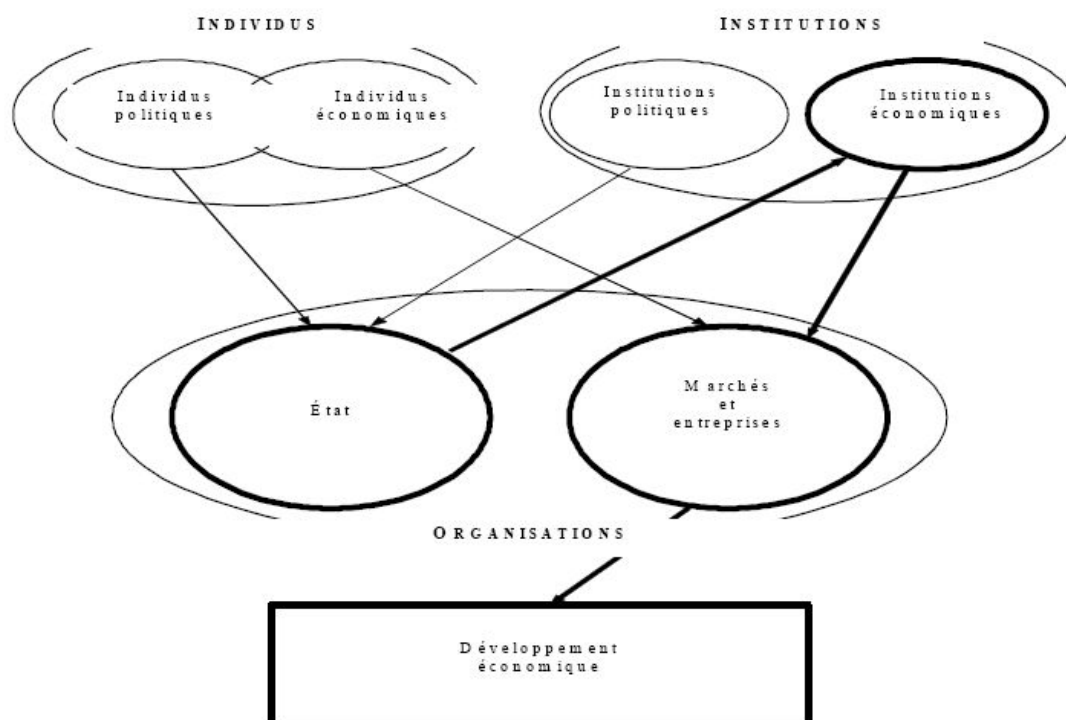 INDIVIDUS
INSTITUTIONS
Individus
politiques
Individus
économiques
Institutions
politiques
Institutions
économiques
État
Marchés
et
entreprises
ORGANISATIONS
Développement
économique